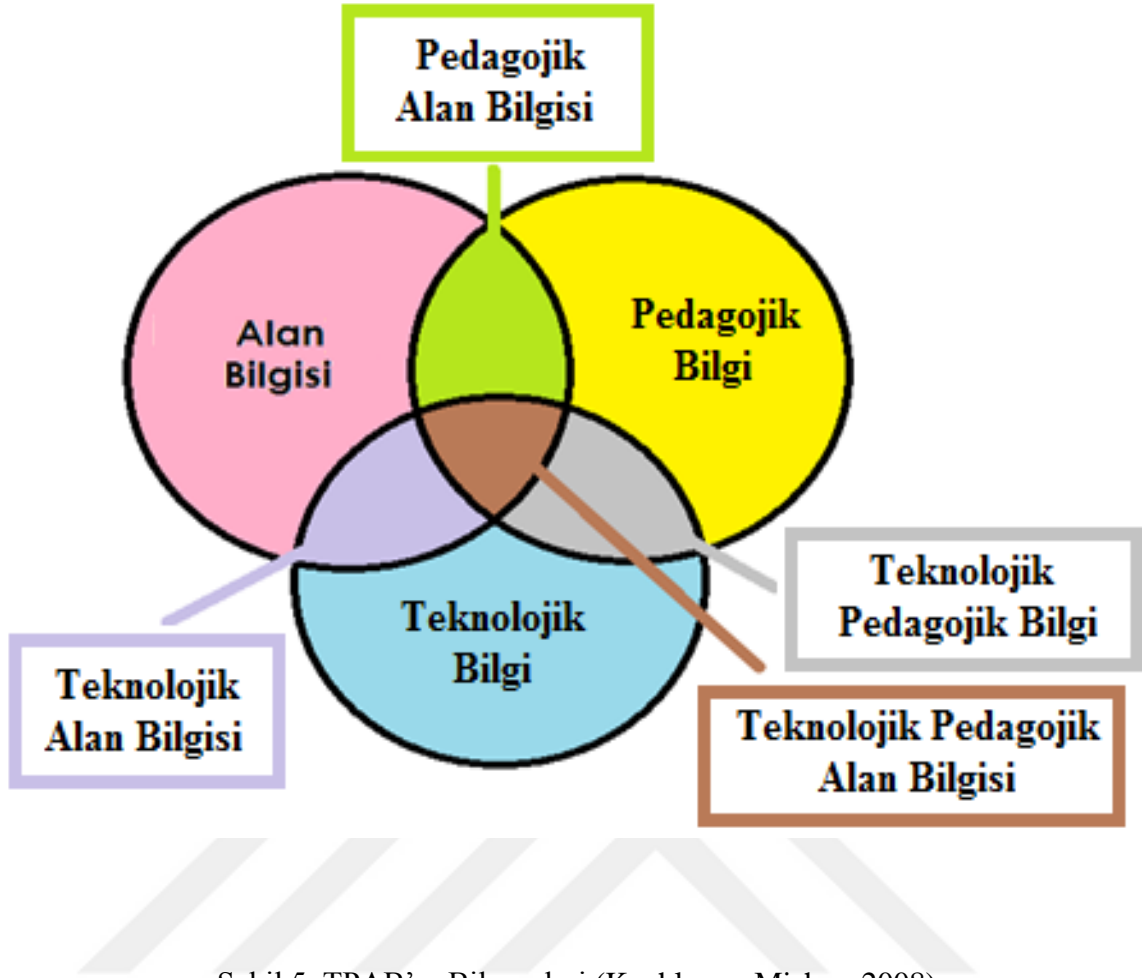 Pedagojik
Alan Bilgisi
Alan
Bilgisi
Pedagojik
Bilgi
Teknolojik
Bilgi
Teknolojik
Pedagojik Bilgi
Teknolojik
Alan Bilgisi
Teknolojik Pedagojik
Alan Bilgisi